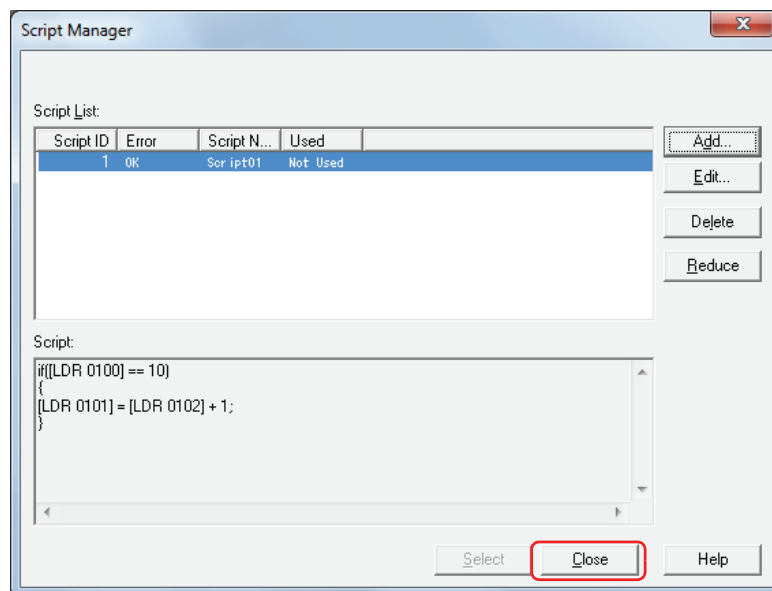 Script Manager
x
Script List:
Script ID Error Script N... Used
1 OK Script01 Not Used
Add...
Edit...
Delete
Reduce
Script:
if([LDR 0100] == 10)
{
[LDR 0101] = [LDR 0102] + 1;
}
Select Close Help